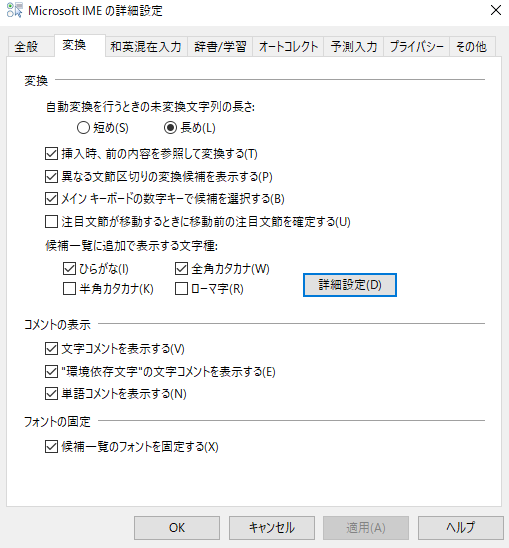 Microsoft IME の詳細設定
全般 変換 和英混在入力 辞書/学習 オートコレクト 予測入力 プライバシー その他
変換
自動変換を行うときの未変換文字列の長さ:
短め(S) 長め(L)
挿入時、前の内容を参照して変換する(T)
異なる文節区切りの変換候補を表示する(P)
メイン キーボードの数字キーで候補を選択する(B)
注目文節が移動するときに移動前の注目文節を確定する(U)
候補一覧に追加で表示する文字種:
ひらがな(I) 全角カタカナ(W)
半角カタカナ(K) ローマ字(R) 詳細設定(D)
コメントの表示
文字コメントを表示する(V)
"環境依存文字"の文字コメントを表示する(E)
単語コメントを表示する(N)
フォントの固定
候補一覧のフォントを固定する(X)
OK キャンセル 適用(A) ヘルプ